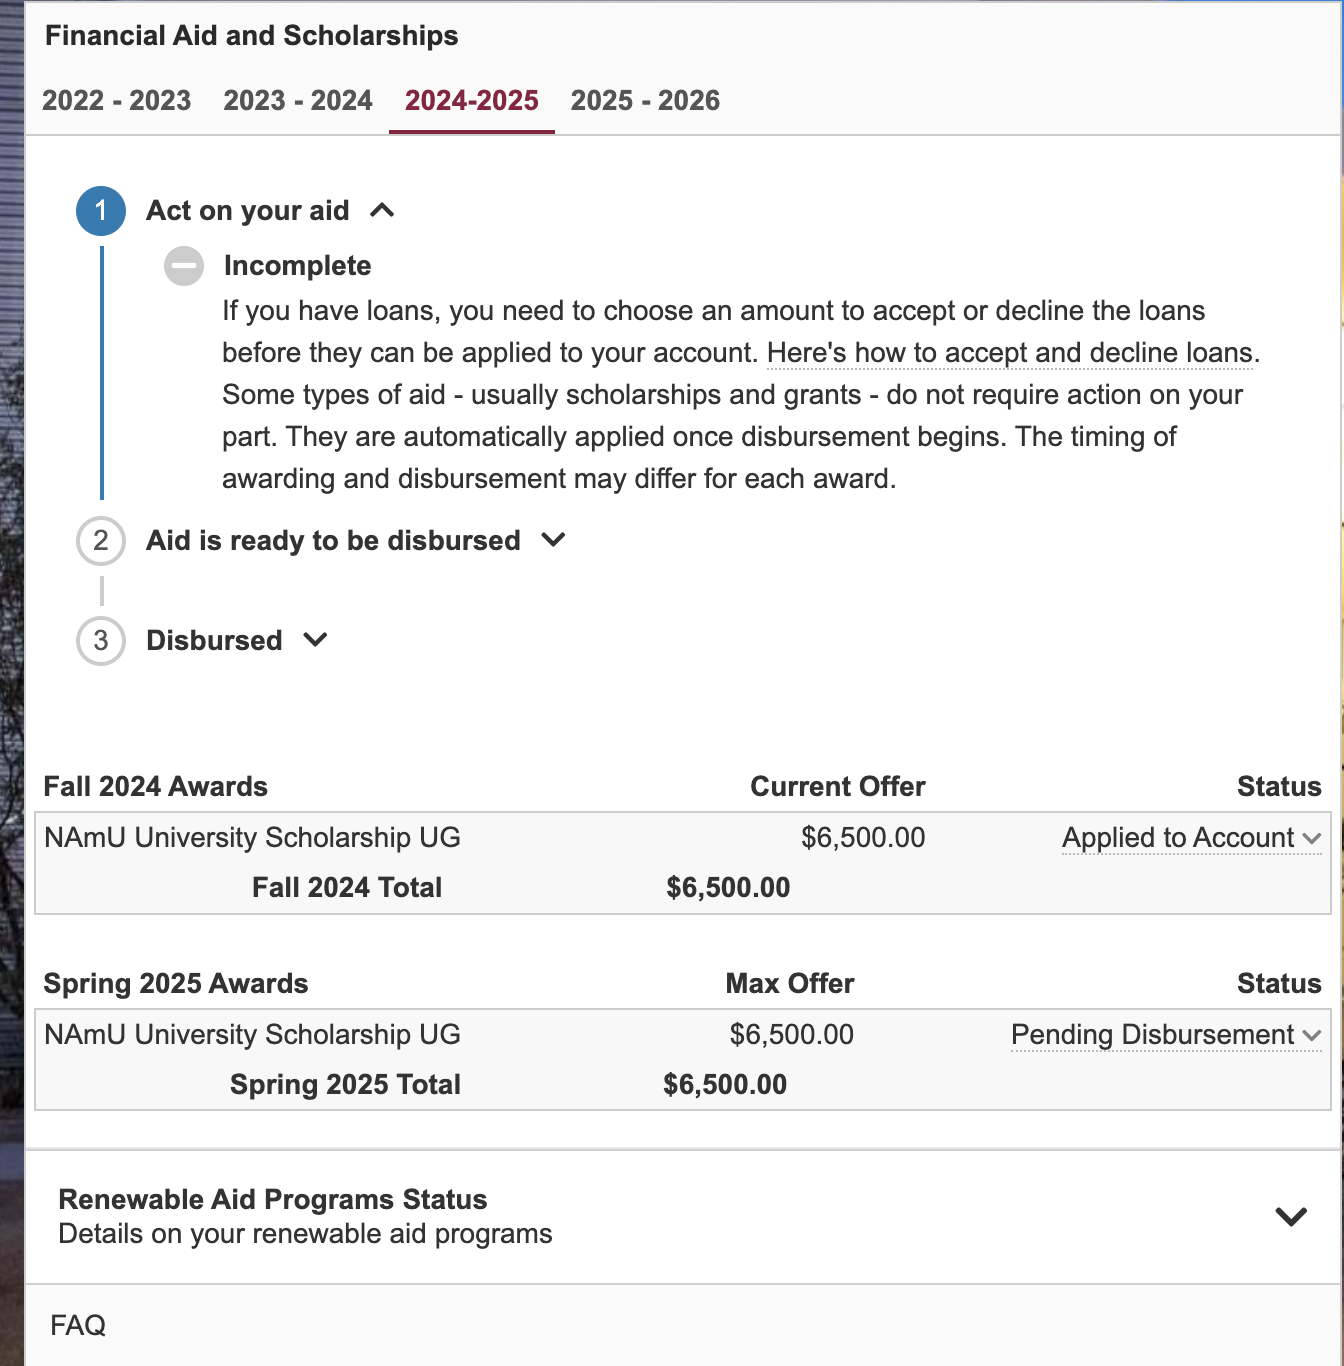 Financial Aid and Scholarships
2022 - 2023 2023 - 2024 2024-2025 2025 - 2026
1 Act on your aid
Incomplete
If you have loans, you need to choose an amount to accept or decline the loans
before they can be applied to your account. Here's how to accept and decline loans.
Some types of aid - usually scholarships and grants - do not require action on your
part. They are automatically applied once disbursement begins. The timing of
awarding and disbursement may differ for each award.
2 Aid is ready to be disbursed
3 Disbursed
Fall 2024 Awards Current Offer Status
NAmU University Scholarship UG $6,500.00 Applied to Account
Fall 2024 Total $6,500.00
Spring 2025 Awards Max Offer Status
NAmU University Scholarship UG $6,500.00 Pending Disbursement
Spring 2025 Total $6,500.00
Renewable Aid Programs Status
Details on your renewable aid programs
FAQ